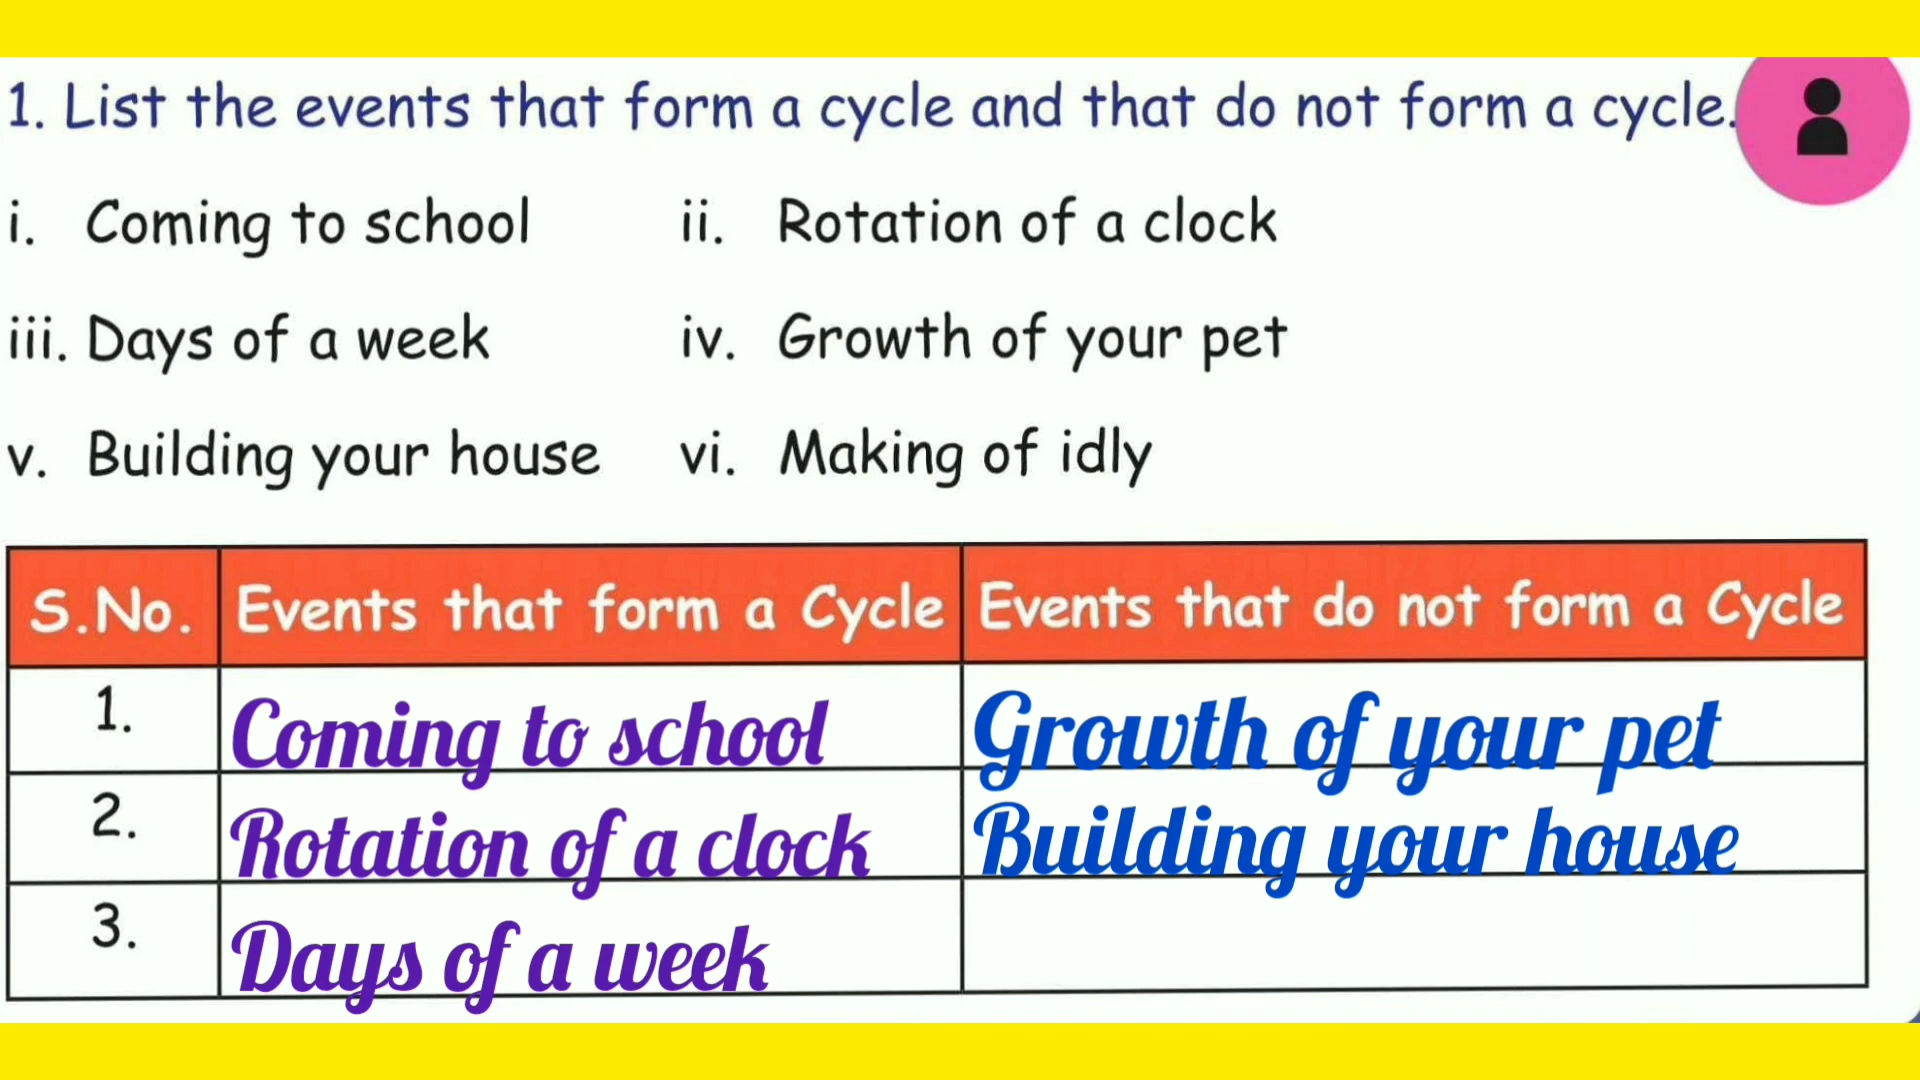 1. List the events that form a cycle and that do not form a cycle.
i. Coming to school ii. Rotation of a clock
iii. Days of a week iv. Growth of your pet
v. Building your house vi. Making of idly
S.No. Events that form a Cycle Events that do not form a Cycle
1. Coming to school Growth of your pet
2. Rotation of a clock Building your house
3. Days of a week